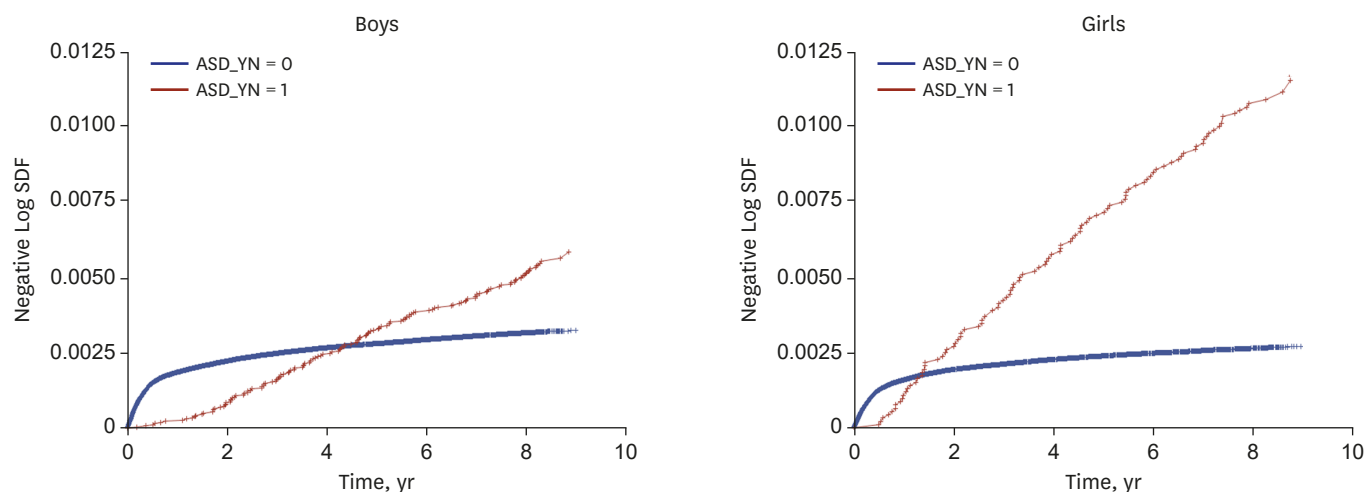 Boys
0.0125
0.0100
0.0075
0.0050
0.0025
0
Negative Log SDF
ASD_YN = 0
ASD_YN = 1
0 2 4 6 8 10
Time, yr
Girls
0.0125
0.0100
0.0075
0.0050
0.0025
0
Negative Log SDF
ASD_YN = 0
ASD_YN = 1
0 2 4 6 8 10
Time, yr